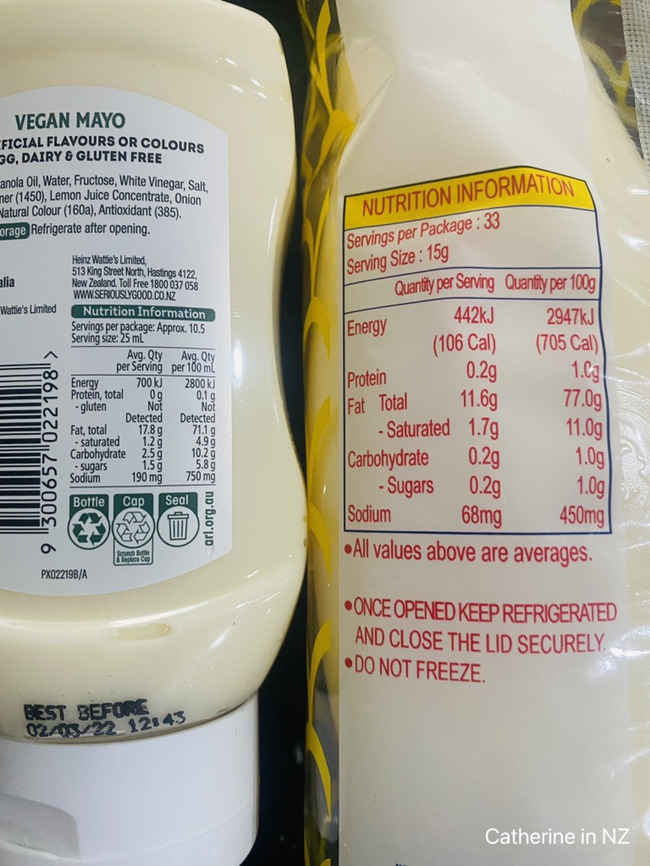 VEGAN MAYO
FICIAL FLAVOURS OR COLOURS
GG, DAIRY & GLUTEN FREE
anola Oil, Water, Fructose, White Vinegar, Salt,
ner (1450), Lemon Juice Concentrate, Onion
Natural Colour (160a), Antioxidant (385).
orage Refrigerate after opening.
Heinz Wattie's Limited,
513 King Street North, Hastings 4122,
New Zealand. Toll Free 1800 037 058
WWW.SERIOUSLYGOOD.CO.NZ
alia
Wattie's Limited
Nutrition Information
Servings per package: Approx. 10.5
Serving size: 25 mL
Avg. Qty Avg. Qty
per Serving per 100 mL
Energy 700 kJ 2800 kJ
Protein, total 0 g 0.1 g
- gluten Not Not
Detected Detected
Fat, total 17.8 g 71.1 g
- saturated 1.2 g 4.9 g
Carbohydrate 2.5 g 10.2 g
- sugars 1.5 g 5.8 g
Sodium 190 mg 750 mg
Bottle Cap Seal
Scrunch Bottle
& Replace Cap
arl.org.au
9 300657 022198 >
PX02219B/A
BEST BEFORE
02/03/22 12:43
NUTRITION INFORMATION
Servings per Package : 33
Serving Size : 15g
Quantity per Serving Quantity per 100g
Energy 442kJ 2947kJ
(106 Cal) (705 Cal)
Protein 0.2g 1.0g
Fat Total 11.6g 77.0g
- Saturated 1.7g 11.0g
Carbohydrate 0.2g 1.0g
- Sugars 0.2g 1.0g
Sodium 68mg 450mg
•All values above are averages.
•ONCE OPENED KEEP REFRIGERATED
AND CLOSE THE LID SECURELY.
•DO NOT FREEZE.
Catherine in NZ